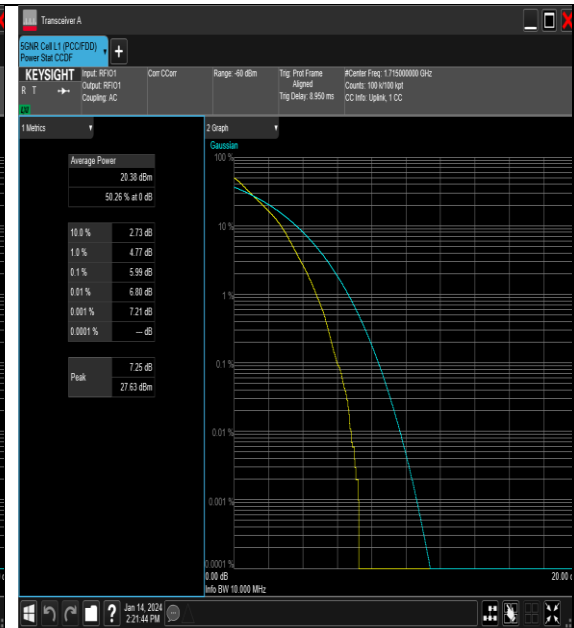 Transceiver A
5GNR Cell L1 (PCC/FDD)
Power Stat CCDF
+
KEYSIGHT
R T
LVI
Input: RFIO1
Output: RFIO1
Coupling: AC
Corr CCorr
Range: -60 dBm
Trig: Prot Frame
Aligned
Trig Delay: 8.950 ms
#Center Freq: 1.715000000 GHz
Counts: 100 k/100 kpt
CC Info: Uplink, 1 CC
1 Metrics
Average Power
20.38 dBm
50.26 % at 0 dB
10.0 % 2.73 dB
1.0 % 4.77 dB
0.1 % 5.99 dB
0.01 % 6.80 dB
0.001 % 7.21 dB
0.0001 % --- dB
Peak
7.25 dB
27.63 dBm
2 Graph
Gaussian
100 %
10 %
1 %
0.1 %
0.01 %
0.001 %
0.0001 %
0.00 dB
20.00
Info BW 10.000 MHz
?
Jan 14, 2024
2:21:44 PM